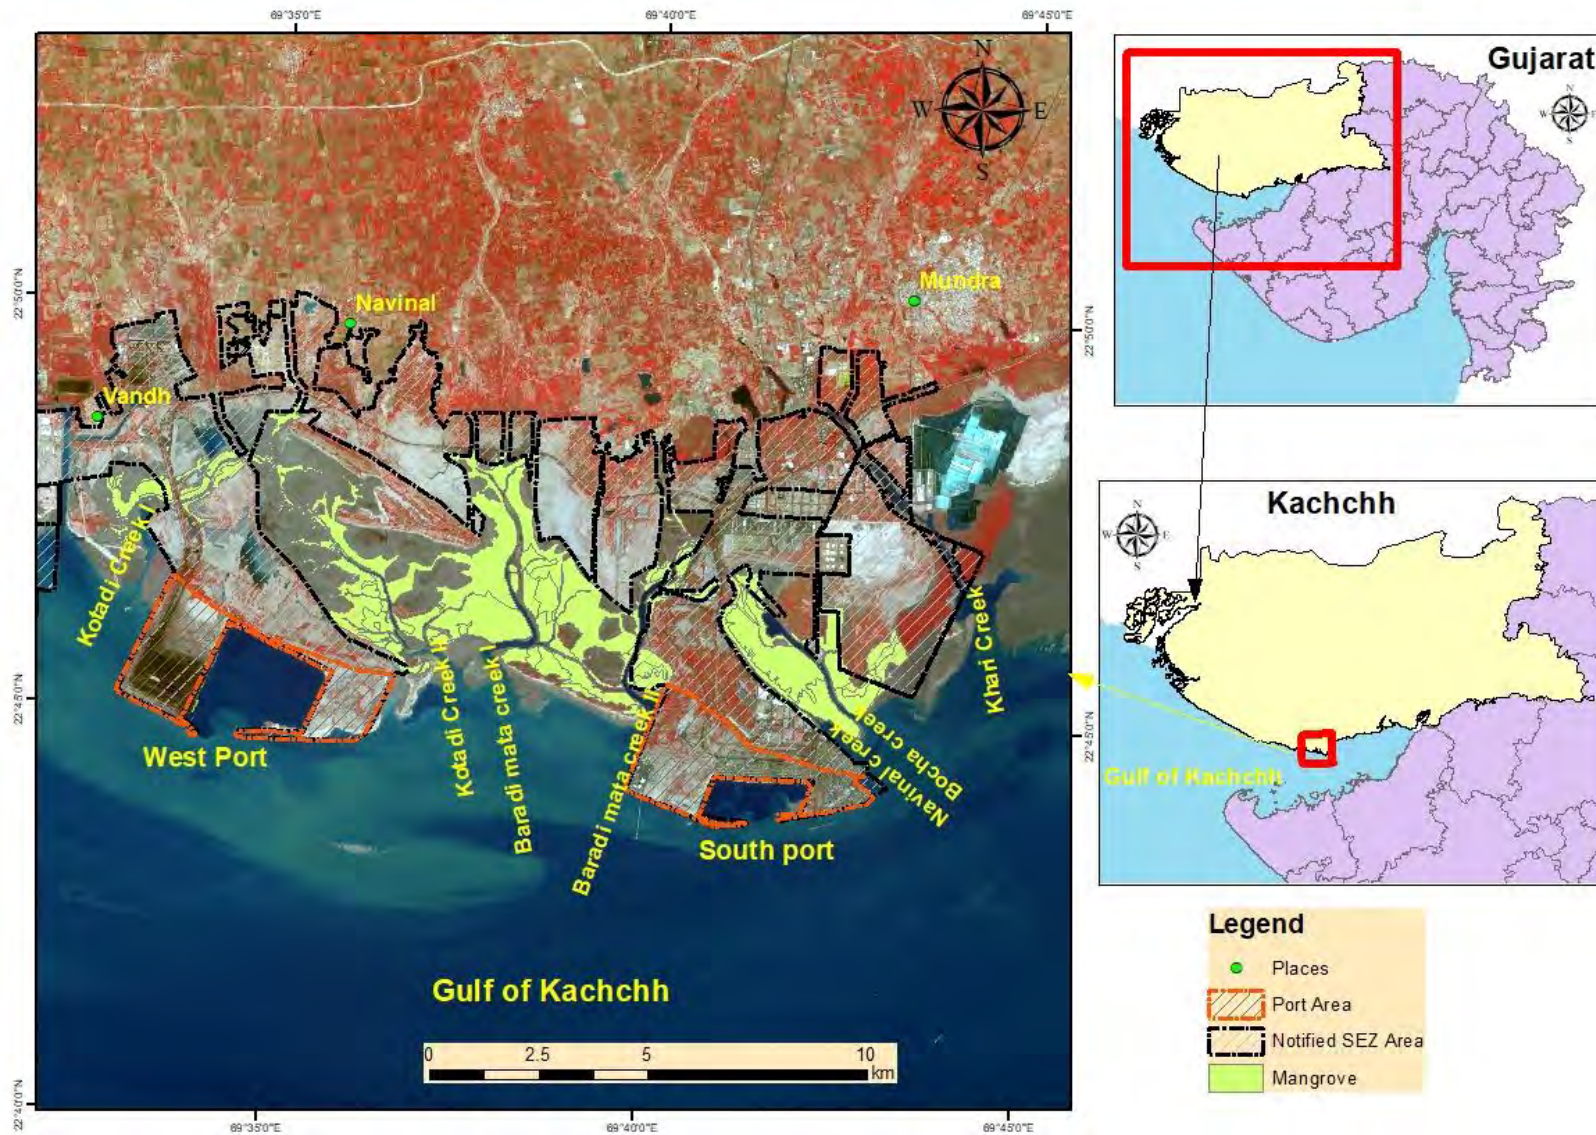 69°35'0"E
69°40'0"E
69°45'0"E
N
W
E
S
22°50'0"N
22°50'0"N
22°45'0"N
22°45'0"N
22°40'0"N
Mundra
Navinal
Vandh
Kotadi Creek I
Kotadi Creek II
Baradi mata creek I
Baradi mata creek II
Navinal creek
Bocha creek
Khari Creek
West Port
South port
Gulf of Kachchh
0 2.5 5 10
km
69°35'0"E
69°40'0"E
69°45'0"E
Gujarat
N
W
E
S
Kachchh
N
W
E
S
Gulf of Kachchh
Legend
Places
Port Area
Notified SEZ Area
Mangrove